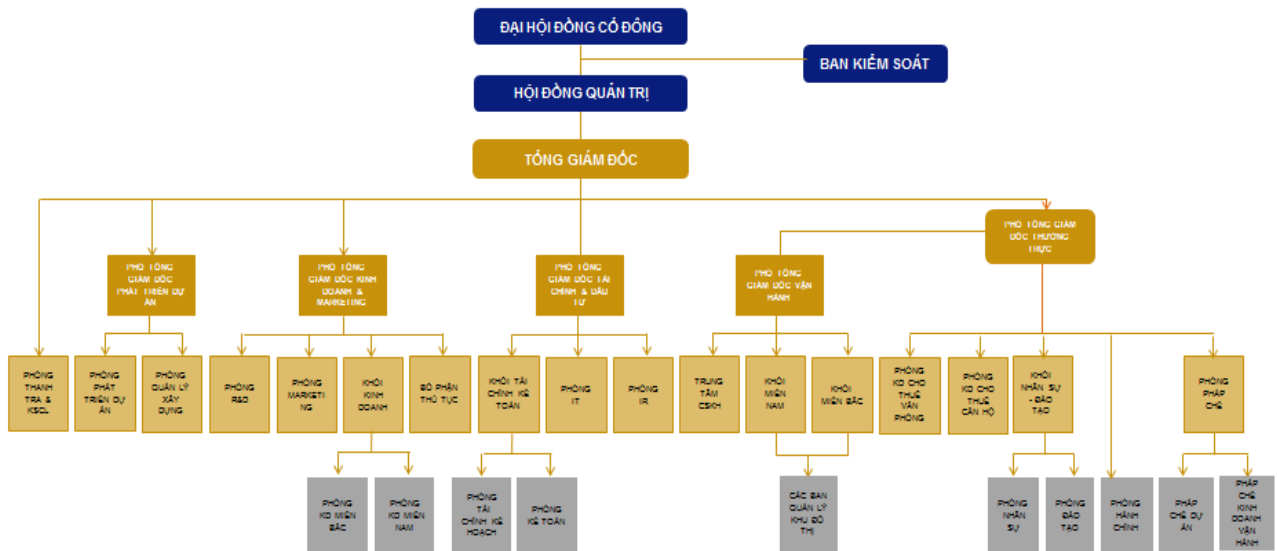 ĐẠI HỘI ĐỒNG CỔ ĐÔNG
BAN KIỂM SOÁT
HỘI ĐỒNG QUẢN TRỊ
TỔNG GIÁM ĐỐC
PHÓ TỔNG GIÁM
ĐỐC THƯỜNG
TRỰC
PHÓ TỔNG
GIÁM ĐỐC
PHÁT TRIỂN DỰ
ÁN
PHÓ TỔNG
GIÁM ĐỐC KINH
DOANH &
MARKETING
PHÓ TỔNG
GIÁM ĐỐC TÀI
CHÍNH & ĐẦU
TƯ
PHÓ TỔNG
GIÁM ĐỐC VẬN
HÀNH
PHÒNG
THANH
TRA &
KSCL
PHÒNG
PHÁT
TRIỂN DỰ
ÁN
PHÒNG
QUẢN LÝ
XÂY
DỰNG
PHÒNG
R&D
PHÒNG
MARKETI
NG
KHỐI
KINH
DOANH
BỘ PHẬN
THỦ TỤC
KHỐI TÀI
CHÍNH KẾ
TOÁN
PHÒNG
IT
PHÒNG
IR
TRUNG
TÂM
CSKH
KHỐI
MIỀN
NAM
KHỐI
MIỀN BẮC
PHÒNG
KD CHO
THUÊ
VĂN
PHÒNG
PHÒNG
KD CHO
THUÊ
CĂN HỘ
KHỐI
NHÂN SỰ
- ĐÀO
TẠO
PHÒNG
PHÁP
CHẾ
PHÒNG
KD MIỀN
BẮC
PHÒNG
KD MIỀN
NAM
PHÒNG
TÀI
CHÍNH KẾ
HOẠCH
PHÒNG
KẾ TOÁN
CÁC BAN
QUẢN LÝ
KHU ĐÔ
THỊ
PHÒNG
NHÂN
SỰ
PHÒNG
ĐÀO
TẠO
PHÒNG
HÀNH
CHÍNH
PHÁP
CHẾ DỰ
ÁN
PHÁP
CHẾ KINH
DOANH
VẬN
HÀNH